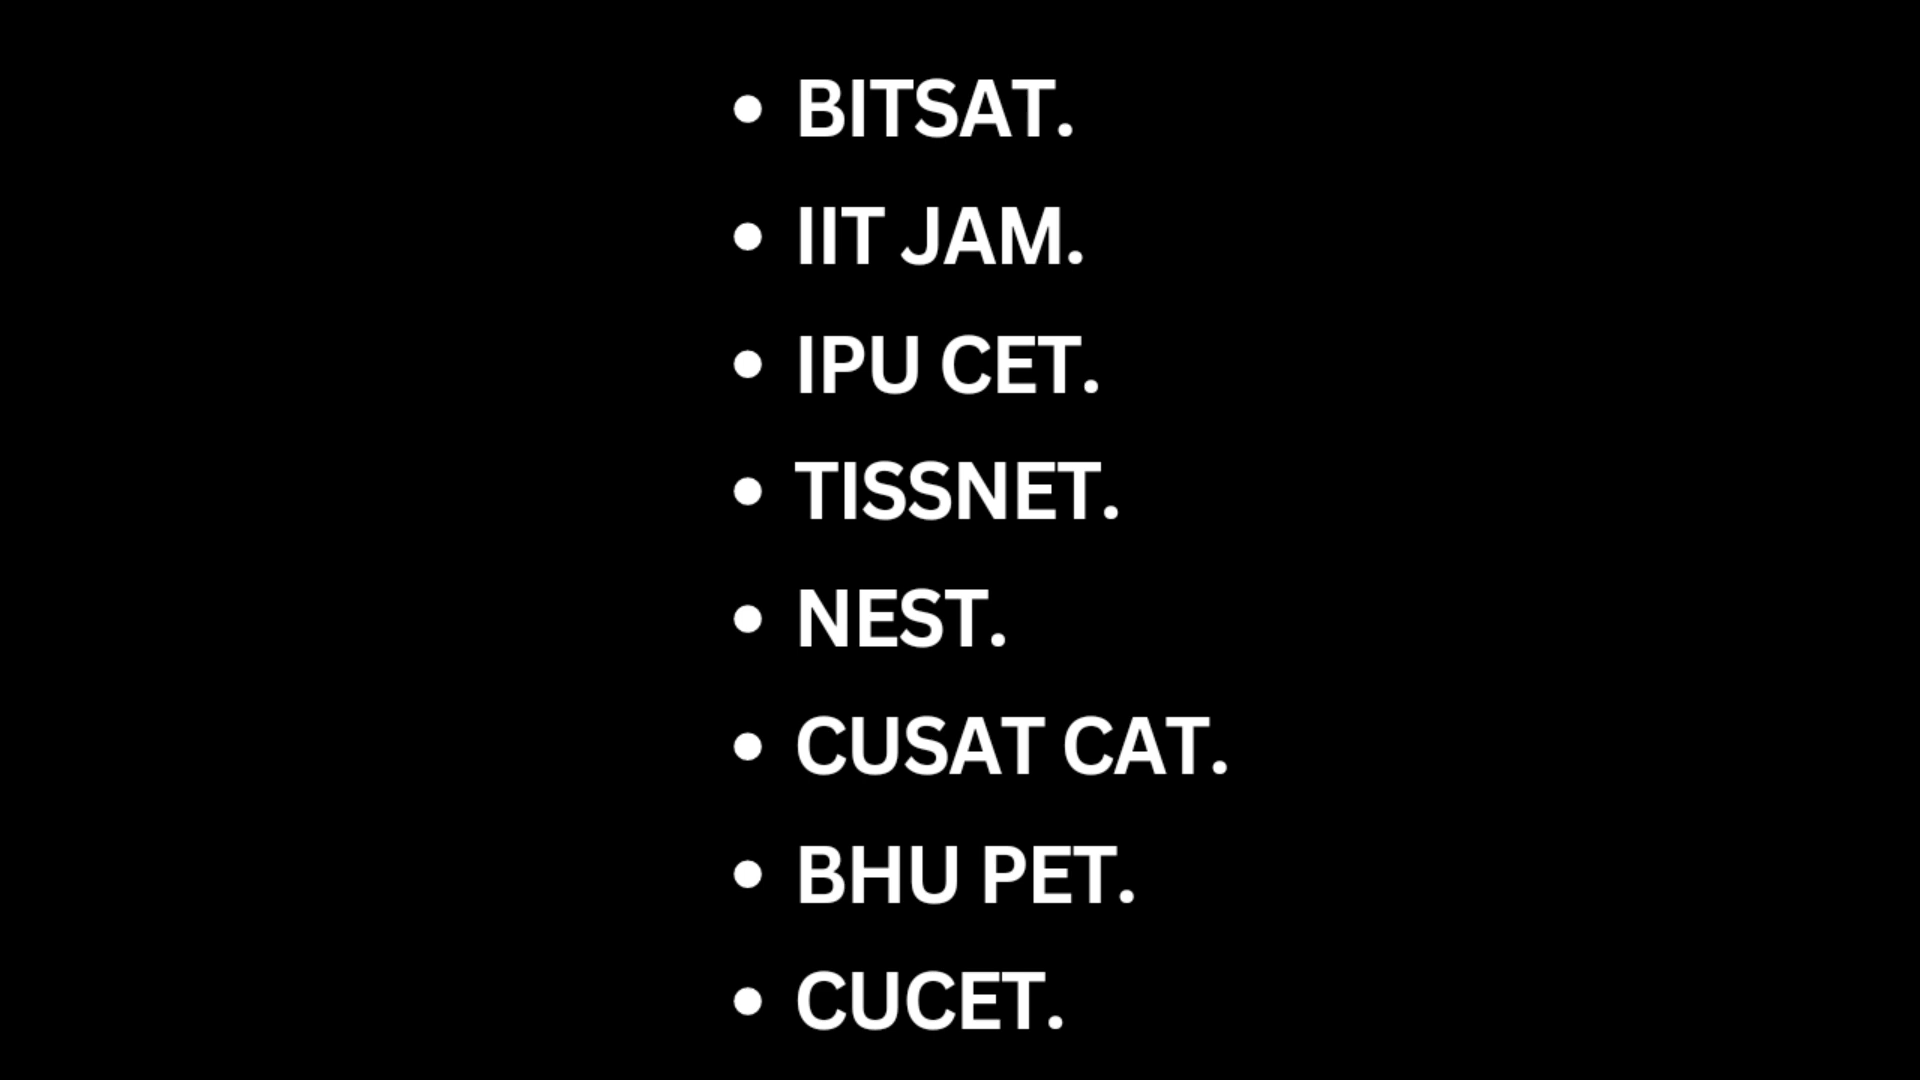 • BITSAT.
• IIT JAM.
• IPU CET.
• TISSNET.
• NEST.
• CUSAT CAT.
• BHU PET.
• CUCET.